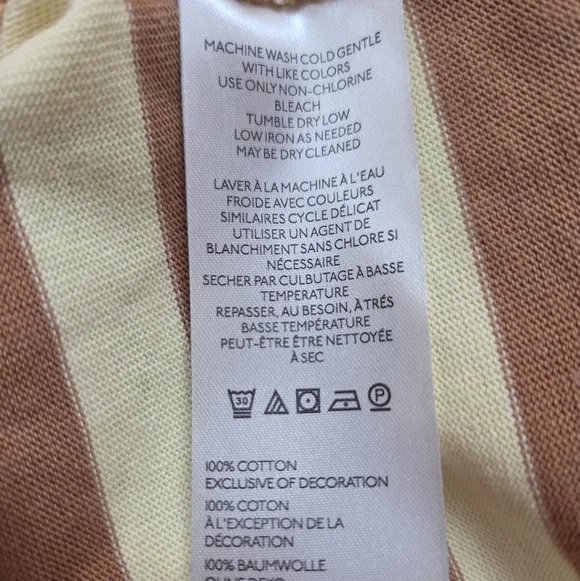 MACHINE WASH COLD GENTLE
WITH LIKE COLORS
USE ONLY NON-CHLORINE
BLEACH
TUMBLE DRY LOW
LOW IRON AS NEEDED
MAY BE DRY CLEANED
LAVER À LA MACHINE À L'EAU
FROIDE AVEC COULEURS
SIMILAIRES CYCLE DÉLICAT
UTILISER UN AGENT DE
BLANCHIMENT SANS CHLORE SI
NÉCESSAIRE
SECHER PAR CULBUTAGE À BASSE
TEMPERATURE
REPASSER, AU BESOIN, À TRÉS
BASSE TEMPÉRATURE
PEUT-ÊTRE ÊTRE NETTOYÉE
À SEC
30 P
100% COTTON
EXCLUSIVE OF DECORATION
100% COTON
À L'EXCEPTION DE LA
DÉCORATION
100% BAUMWOLLE
OHNE DEKO